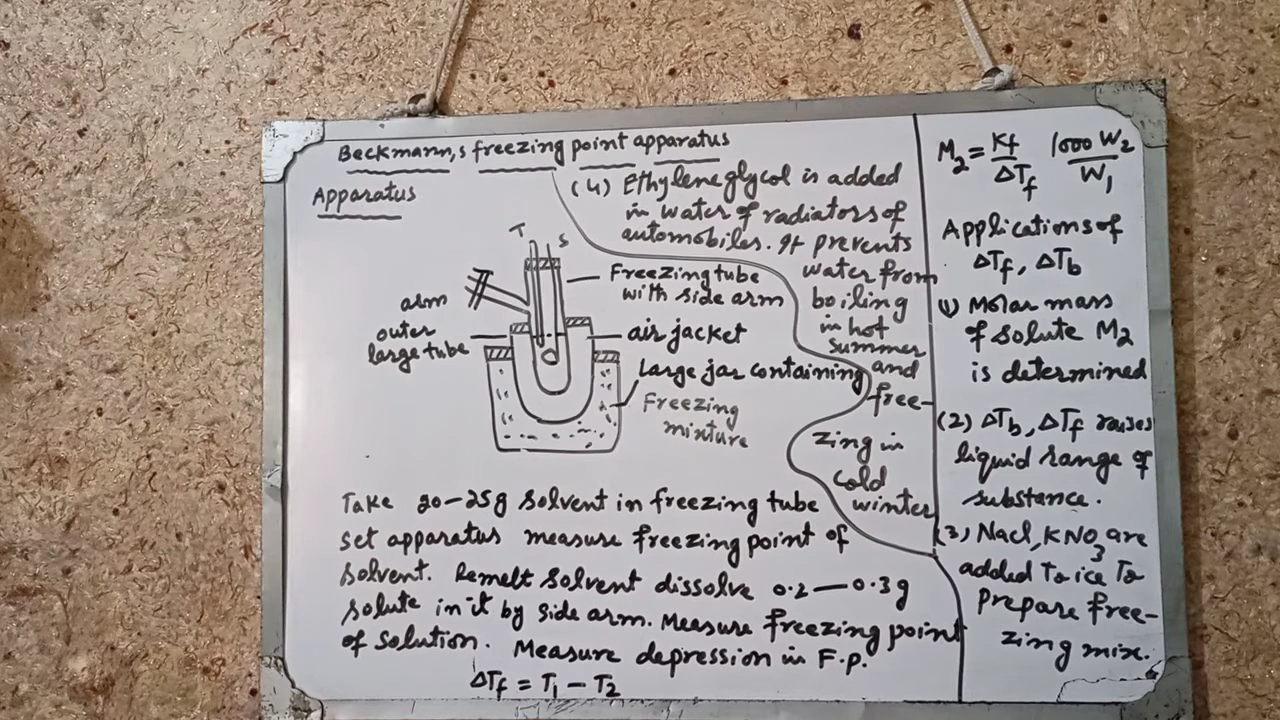 Beckmann,s freezing point apparatus
Apparatus
T S
Freezing tube
with side arm
arm
outer
large tube
air jacket
Large jar containing
Freezing
mixture
Take 20-25g solvent in freezing tube
set apparatus measure freezing point of
solvent. Remelt solvent dissolve 0.2—0.3g
solute in it by side arm. Measure freezing point
of solution. Measure depression in F.p.
ΔTf = T1 - T2
M2 = Kf/ΔTf 1000 W2/W1
Applications of
ΔTf, ΔTb
(1) Molar mass
of solute M2
is determined
(2) ΔTb, ΔTf raises
liquid range of
substance.
(3) Nacl, KNO3 are
added To ice To
prepare free-
zing mix.
(4) Ethylene glycol is added
in water of radiators of
automobiles. It prevents
water from
boiling
in hot
summer
and
free-
zing in
cold
winter